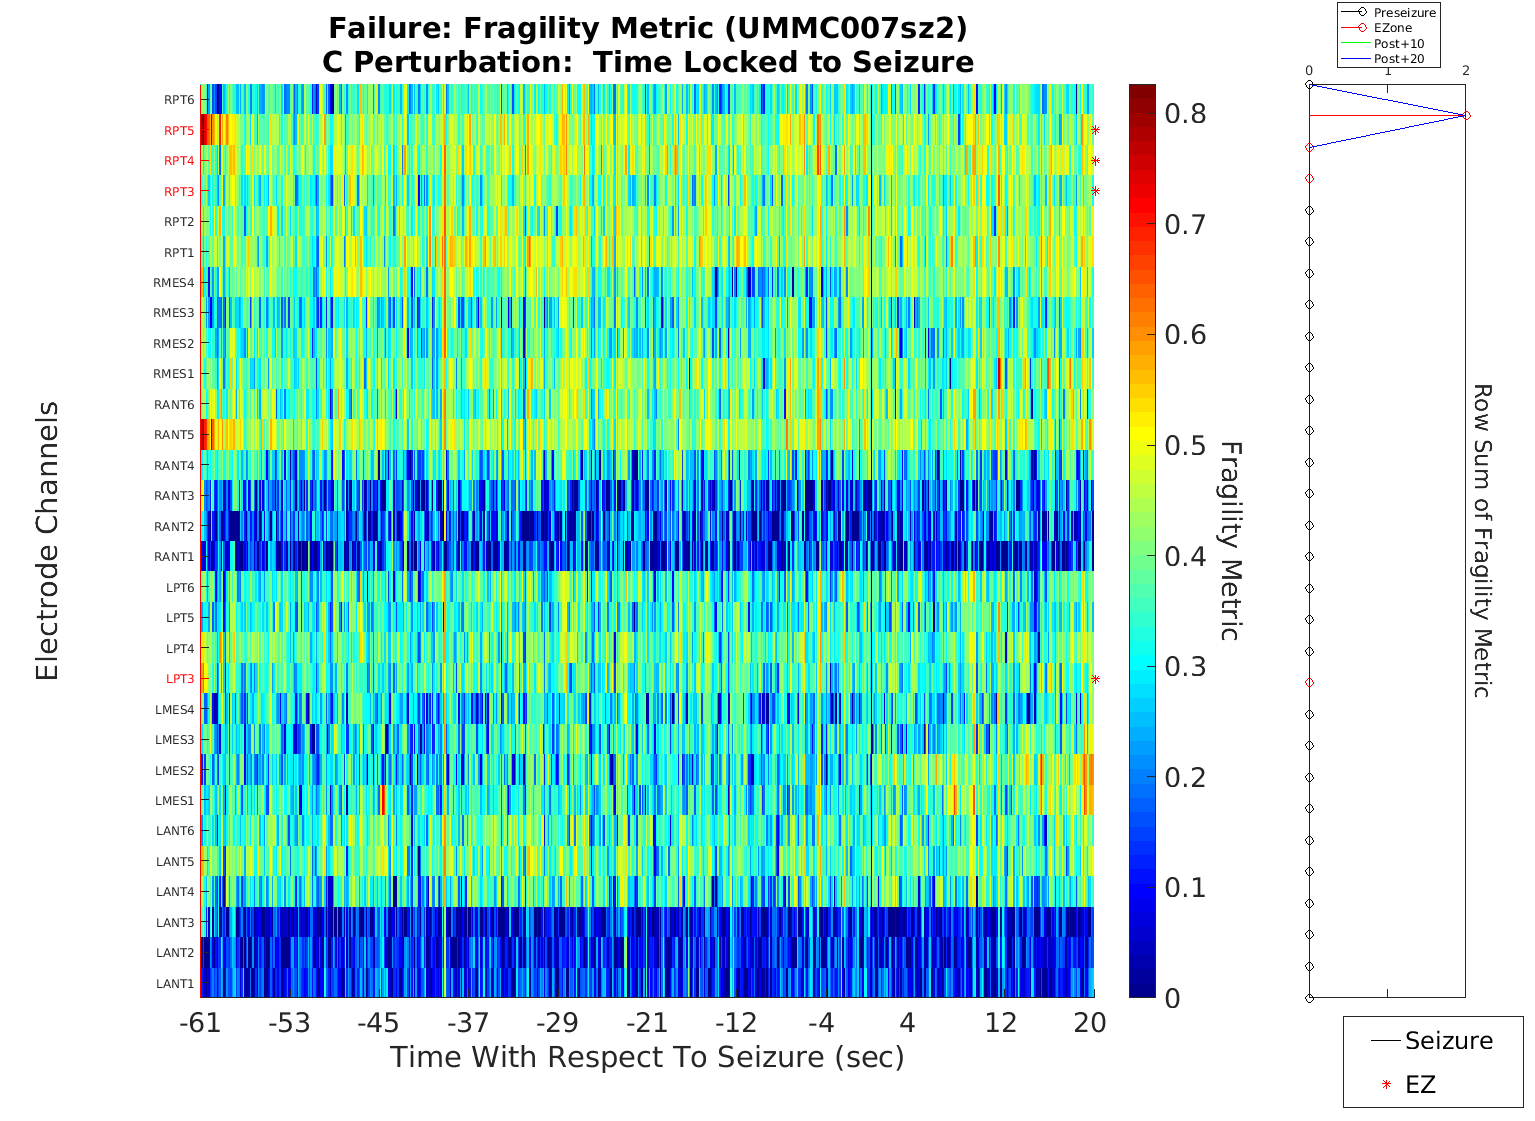 Failure: Fragility Metric (UMMC007sz2)
C Perturbation:  Time Locked to Seizure
Electrode Channels
RPT6
RPT5
RPT4
RPT3
RPT2
RPT1
RMES4
RMES3
RMES2
RMES1
RANT6
RANT5
RANT4
RANT3
RANT2
RANT1
LPT6
LPT5
LPT4
LPT3
LMES4
LMES3
LMES2
LMES1
LANT6
LANT5
LANT4
LANT3
LANT2
LANT1
-61 -53 -45 -37 -29 -21 -12 -4 4 12 20
Time With Respect To Seizure (sec)
0.8
0.7
0.6
0.5
0.4
0.3
0.2
0.1
0
Fragility Metric
Preseizure
EZone
Post+10
Post+20
0 1 2
Row Sum of Fragility Metric
Seizure
EZ